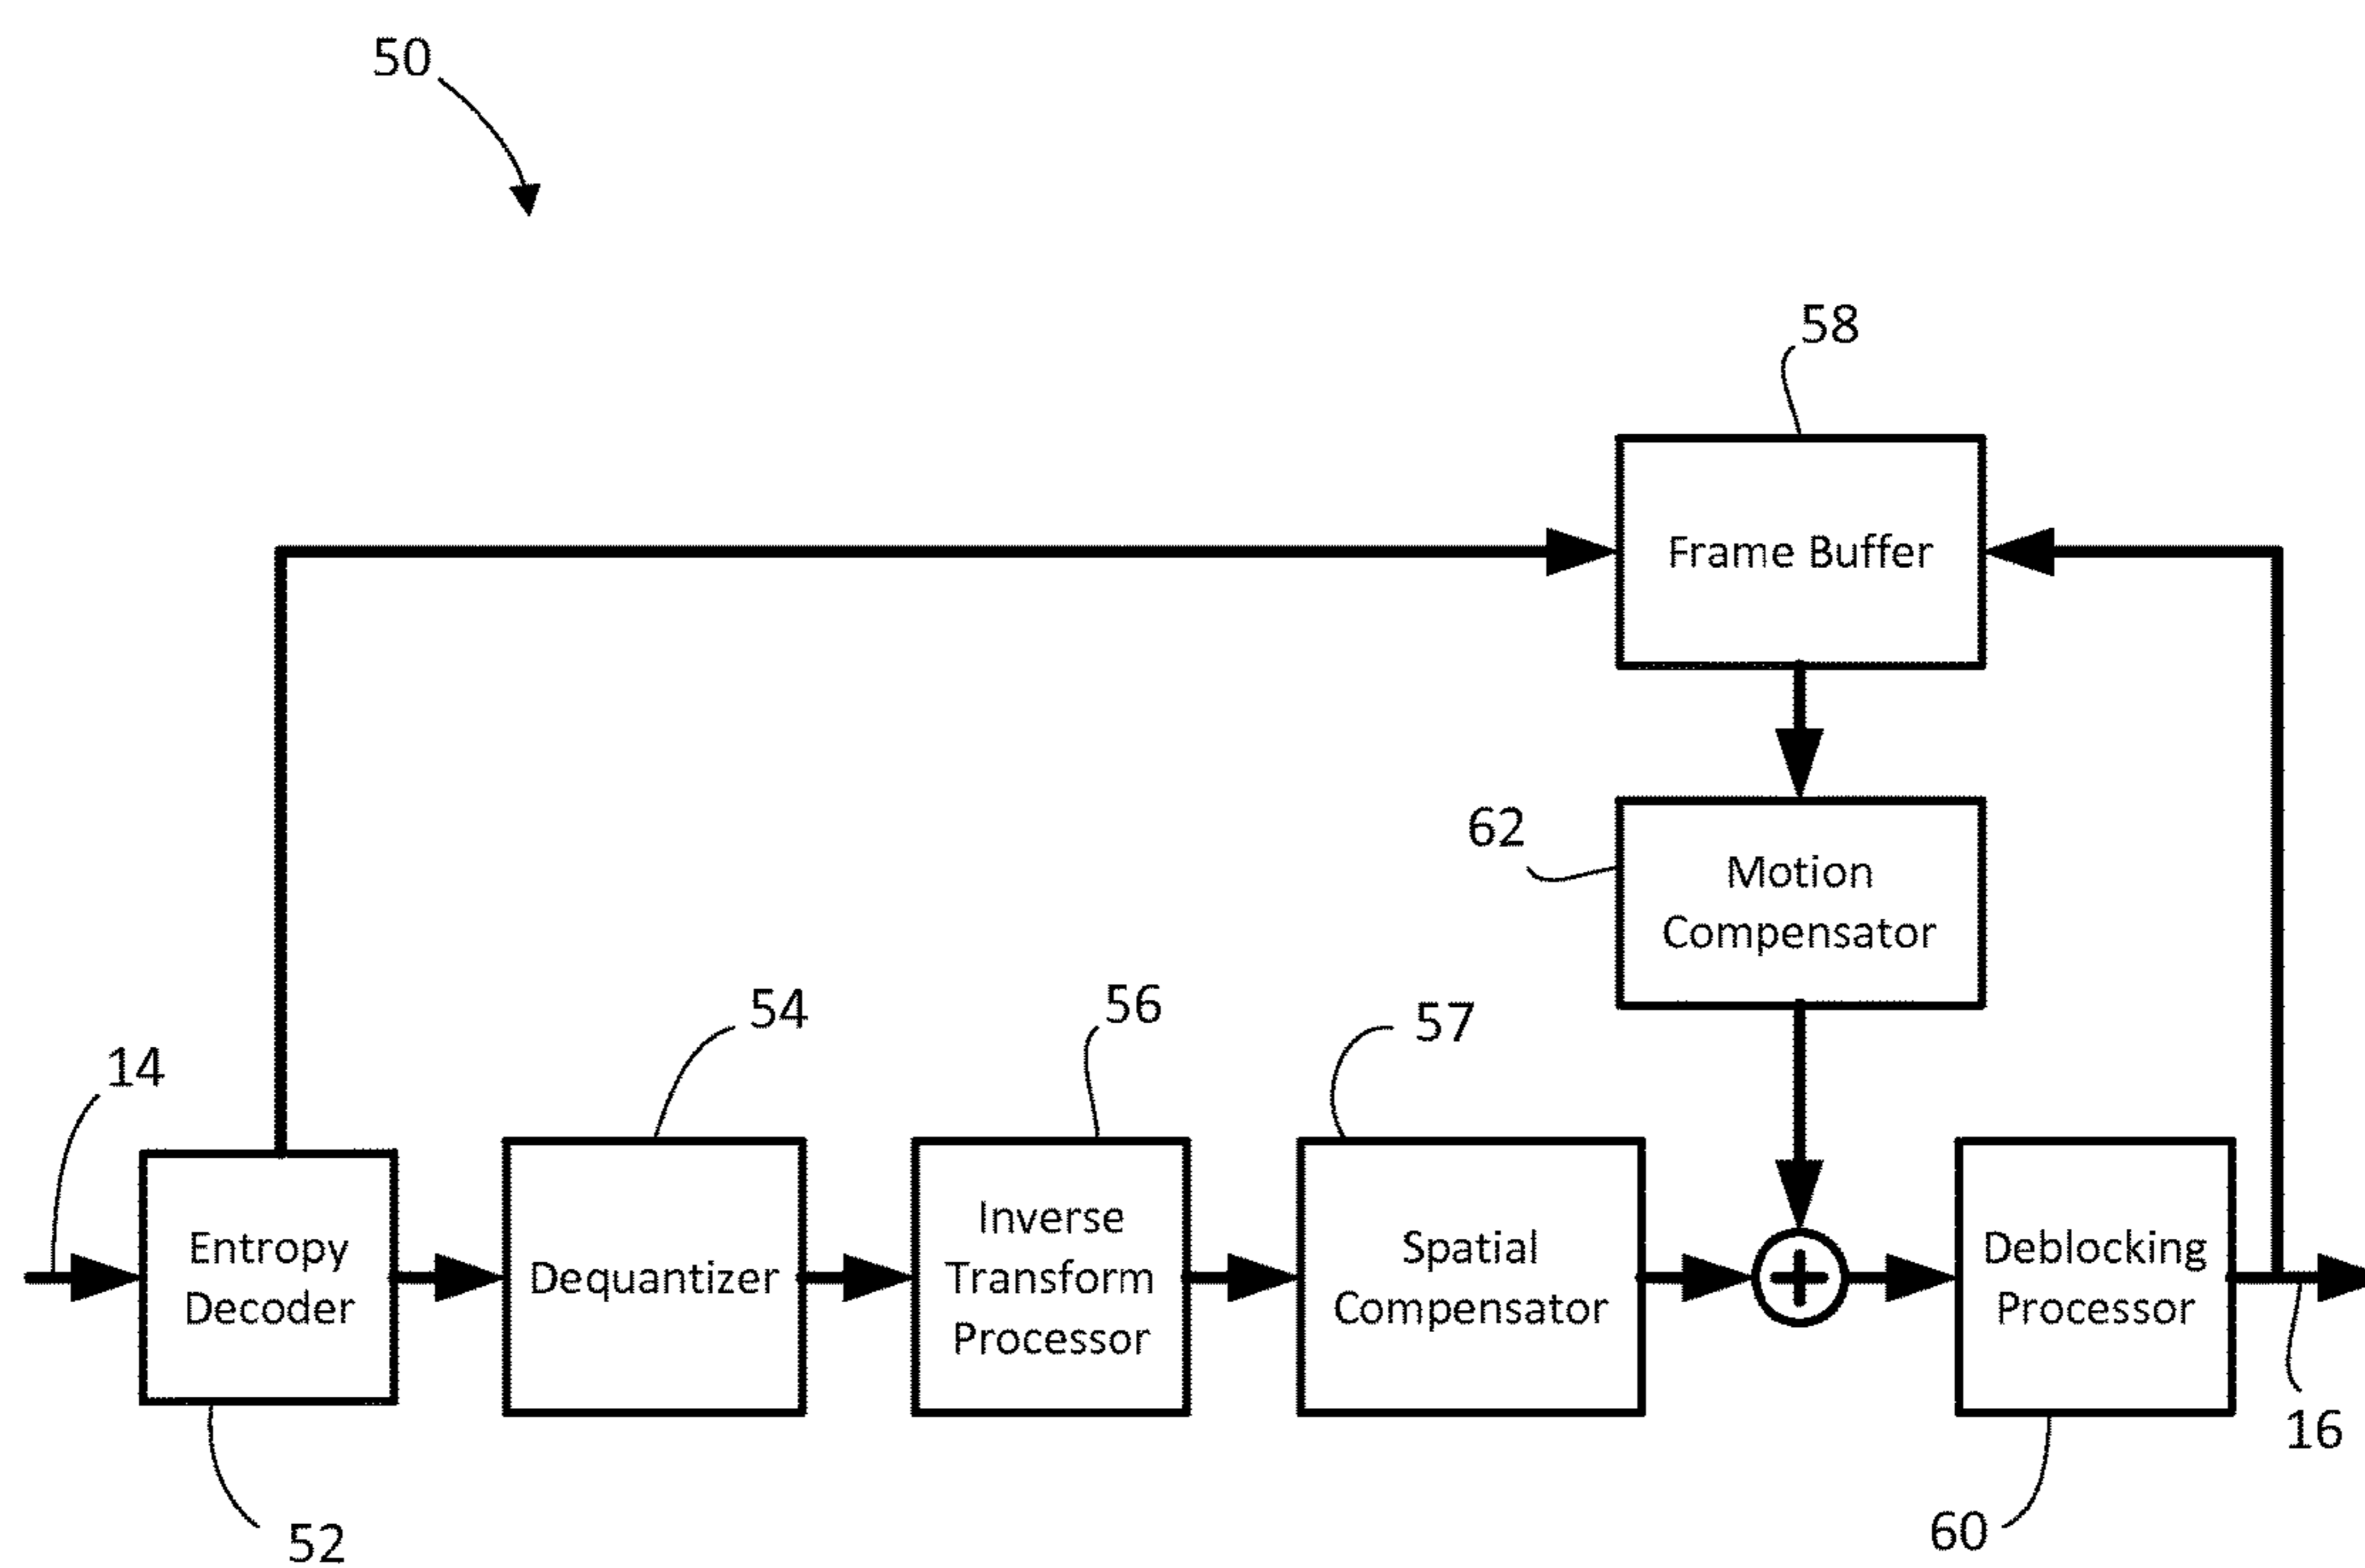 50
58
Frame Buffer
62
Motion
Compensator
14
54
56
57
Entropy
Decoder
Dequantizer
Inverse
Transform
Processor
Spatial
Compensator
+
Deblocking
Processor
16
52
60